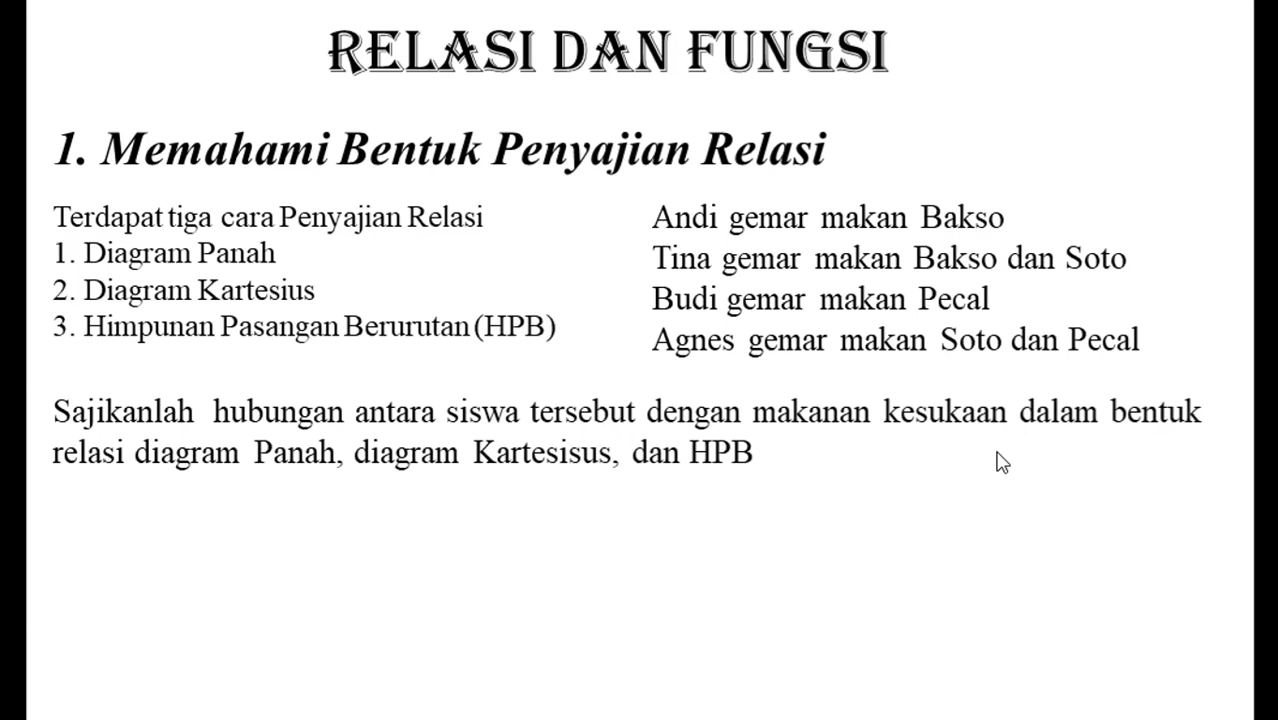 RELASI DAN FUNGSI
1. Memahami Bentuk Penyajian Relasi
Terdapat tiga cara Penyajian Relasi
1. Diagram Panah
2. Diagram Kartesius
3. Himpunan Pasangan Berurutan (HPB)
Andi gemar makan Bakso
Tina gemar makan Bakso dan Soto
Budi gemar makan Pecal
Agnes gemar makan Soto dan Pecal
Sajikanlah hubungan antara siswa tersebut dengan makanan kesukaan dalam bentuk
relasi diagram Panah, diagram Kartesisus, dan HPB